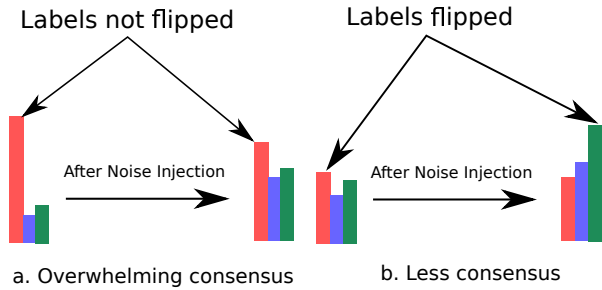 Labels not flipped
Labels flipped
After Noise Injection
After Noise Injection
a. Overwhelming consensus
b. Less consensus